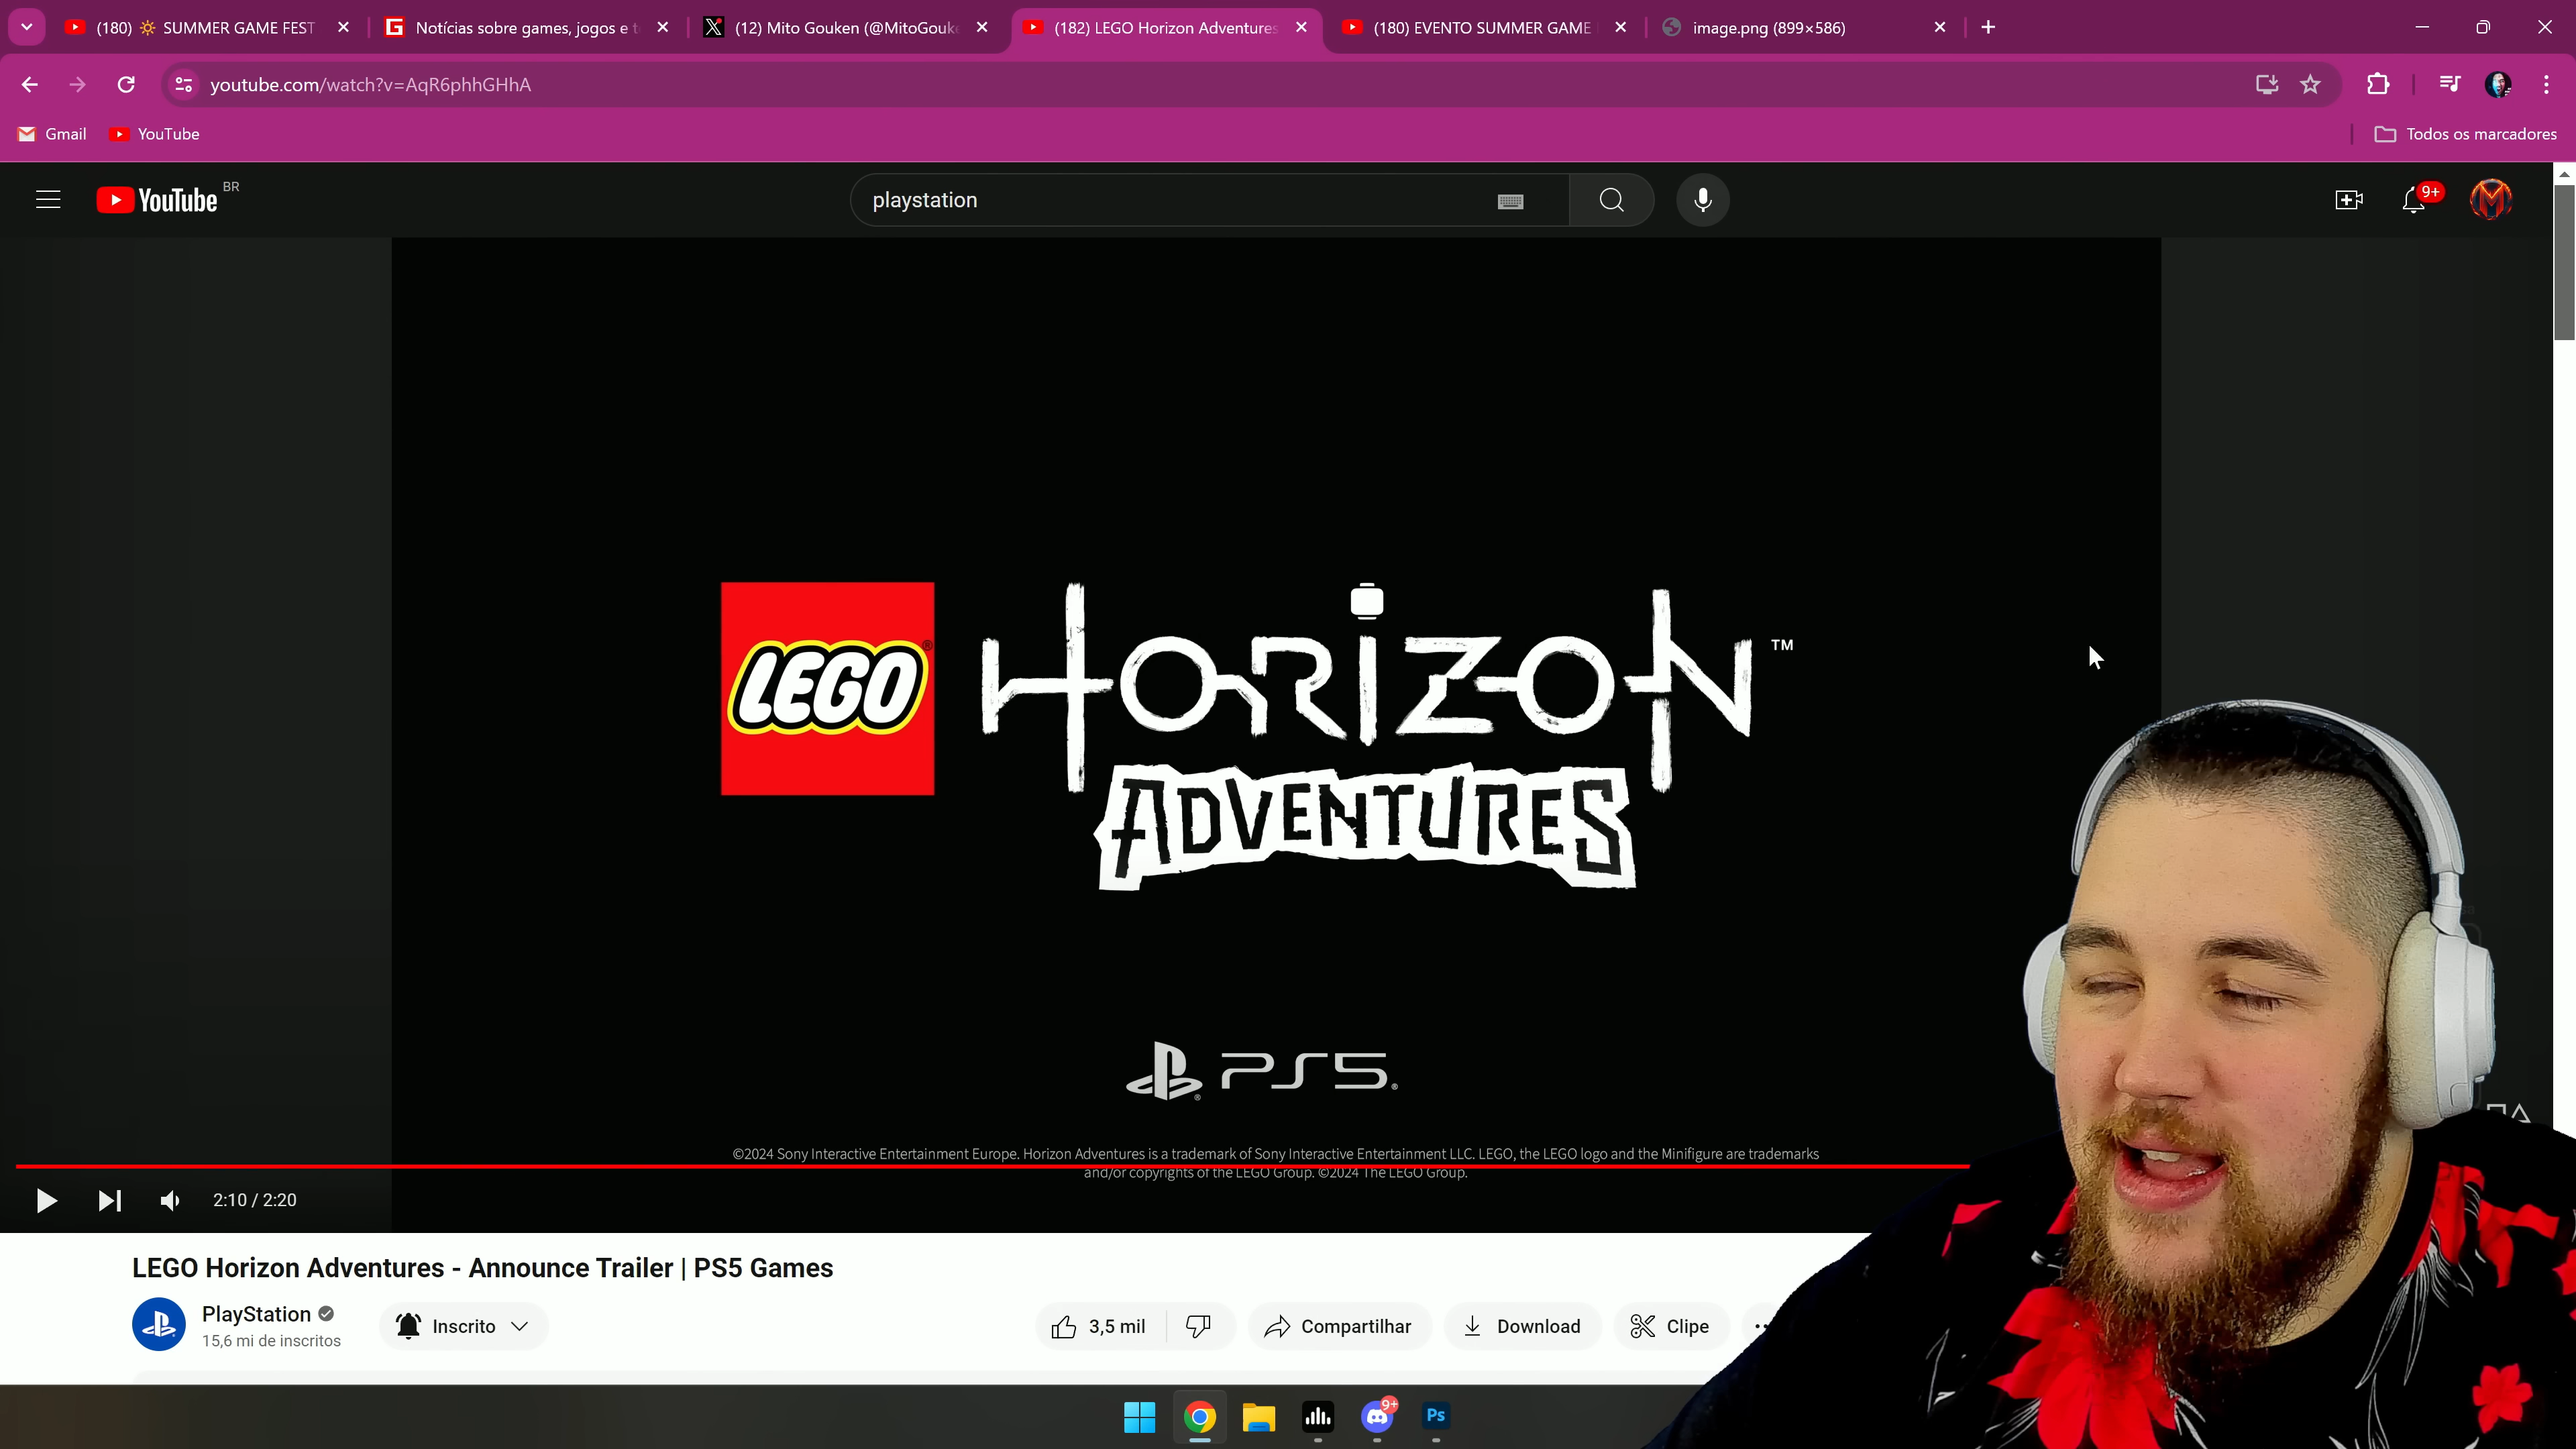 (180) ☀ SUMMER GAME FEST
Notícias sobre games, jogos e t
(12) Mito Gouken (@MitoGouke
(182) LEGO Horizon Adventures
(180) EVENTO SUMMER GAME
image.png (899×586)
youtube.com/watch?v=AqR6phhGHhA
Gmail
YouTube
Todos os marcadores
YouTube BR
playstation
9+
LEGO®
HORIZON™
ADVENTURES
PS5®
©2024 Sony Interactive Entertainment Europe. Horizon Adventures is a trademark of Sony Interactive Entertainment LLC. LEGO, the LEGO logo and the Minifigure are trademarks
and/or copyrights of the LEGO Group. ©2024 The LEGO Group.
2:10 / 2:20
LEGO Horizon Adventures - Announce Trailer | PS5 Games
PlayStation
15,6 mi de inscritos
Inscrito
3,5 mil
Compartilhar
Download
Clipe
9+
Ps